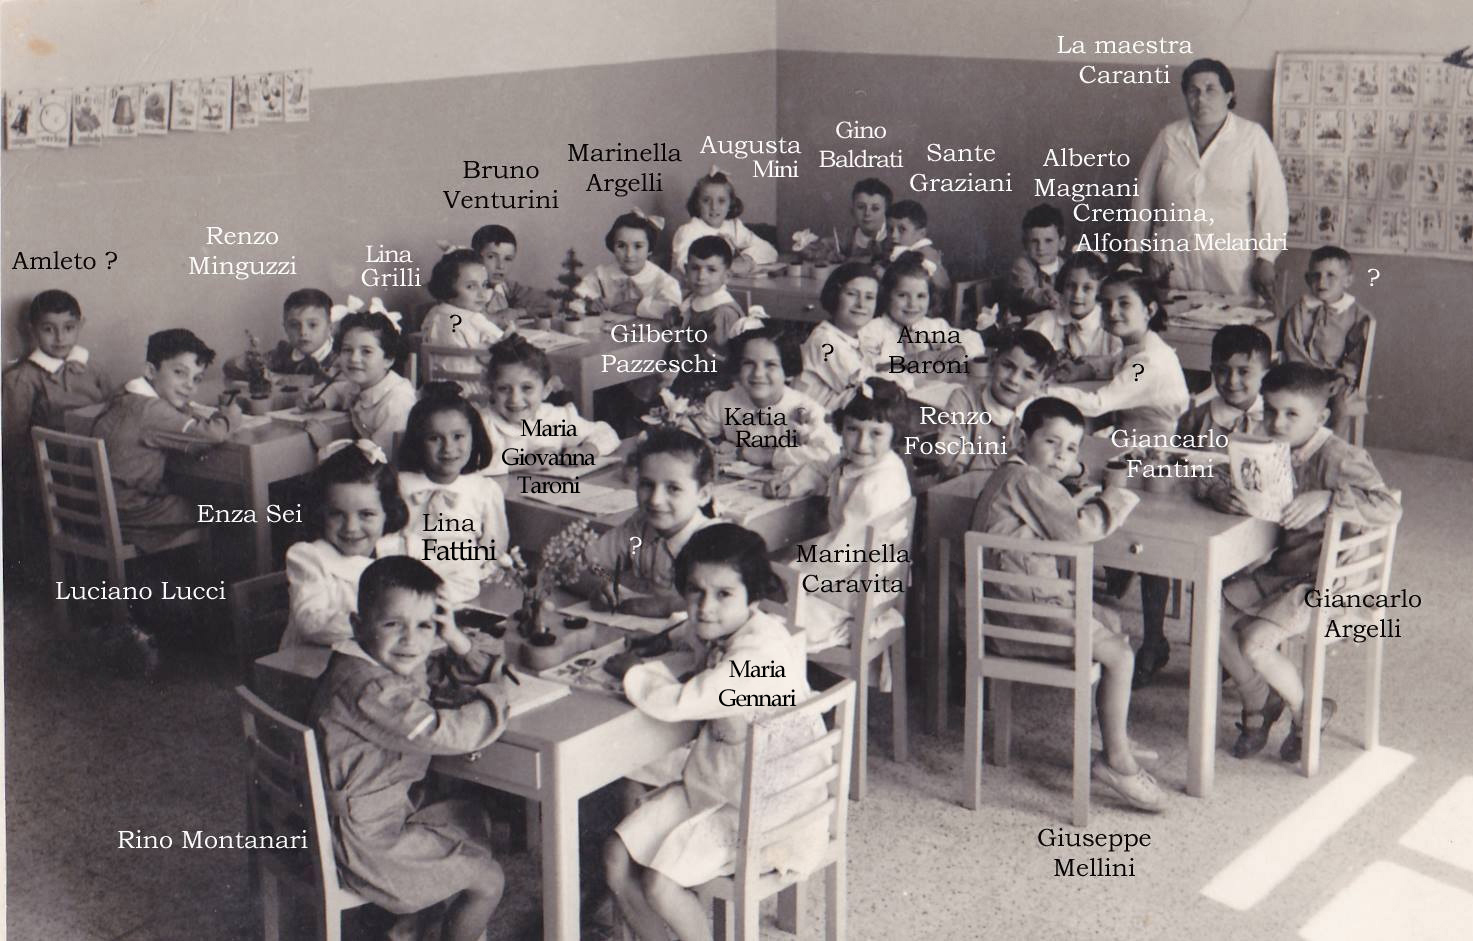 La maestra
Caranti
Gino
Baldrati
Augusta
Mini
Marinella
Argelli
Sante
Graziani
Alberto
Magnani
Bruno
Venturini
Cremonina,
Alfonsina Melandri
Renzo
Minguzzi
Lina
Grilli
Amleto ?
?
?
Gilberto
Pazzeschi
Anna
Baroni
?
?
Katia
Randi
Renzo
Foschini
Maria
Giovanna
Taroni
Giancarlo
Fantini
Enza Sei
Lina
Fattini
?
Marinella
Caravita
Luciano Lucci
Giancarlo
Argelli
Maria
Gennari
Rino Montanari
Giuseppe
Mellini